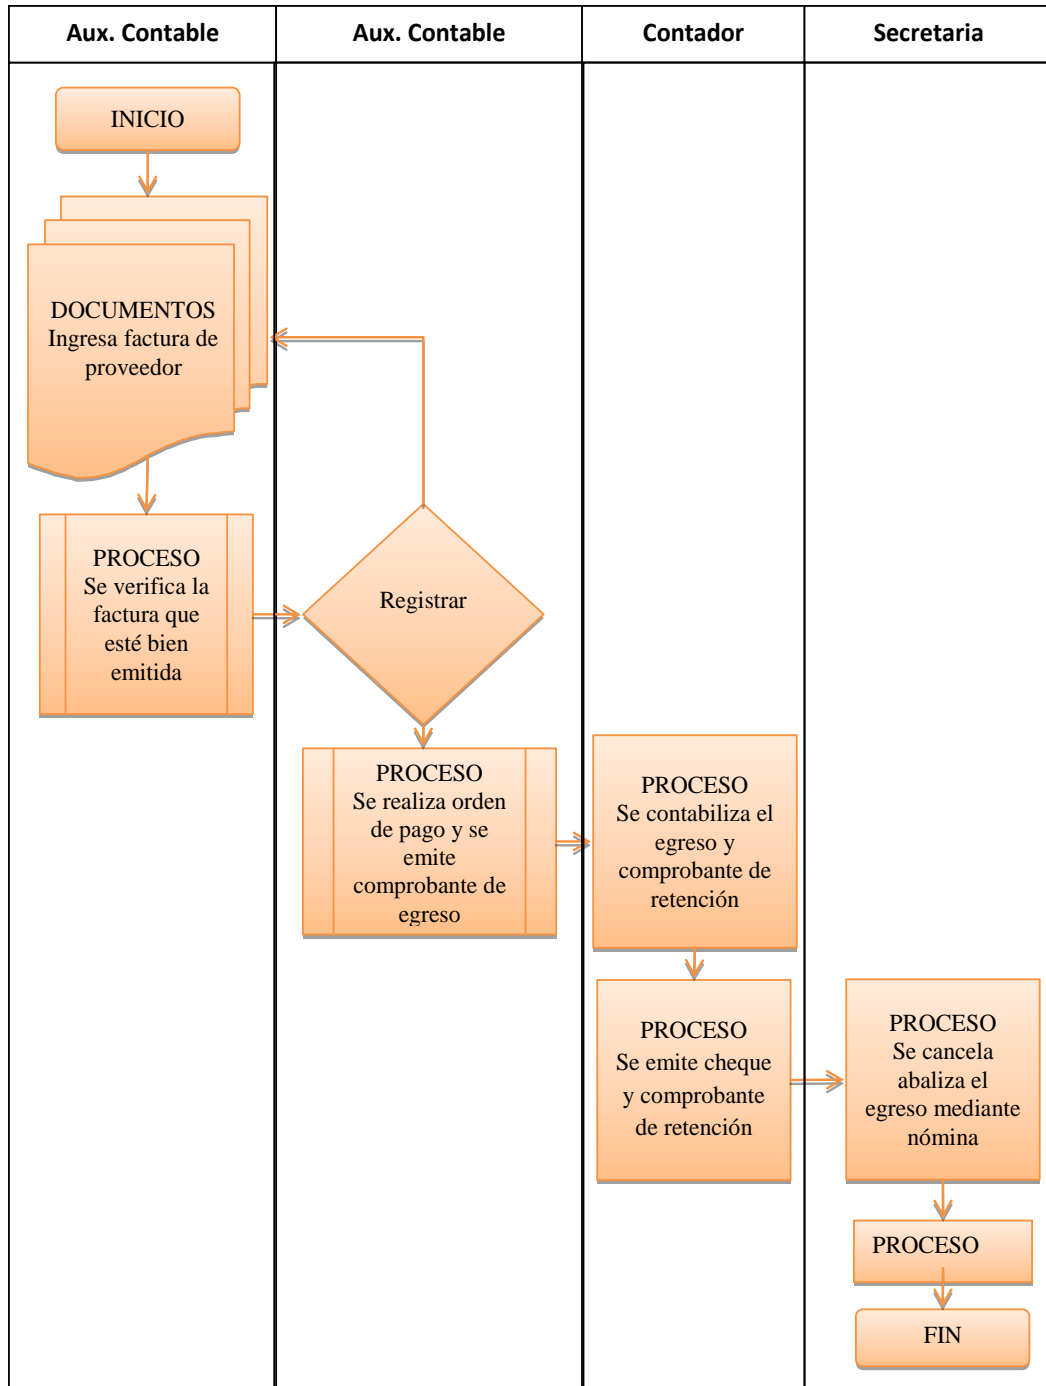 Aux. Contable
Aux. Contable
Contador
Secretaria
INICIO
DOCUMENTOS
Ingresa factura de
proveedor
PROCESO
Se verifica la
factura que
esté bien
emitida
Registrar
PROCESO
Se realiza orden
de pago y se
emite
comprobante de
egreso
PROCESO
Se contabiliza el
egreso y
comprobante de
retención
PROCESO
Se emite cheque
y comprobante
de retención
PROCESO
Se cancela
abaliza el
egreso mediante
nómina
PROCESO
FIN